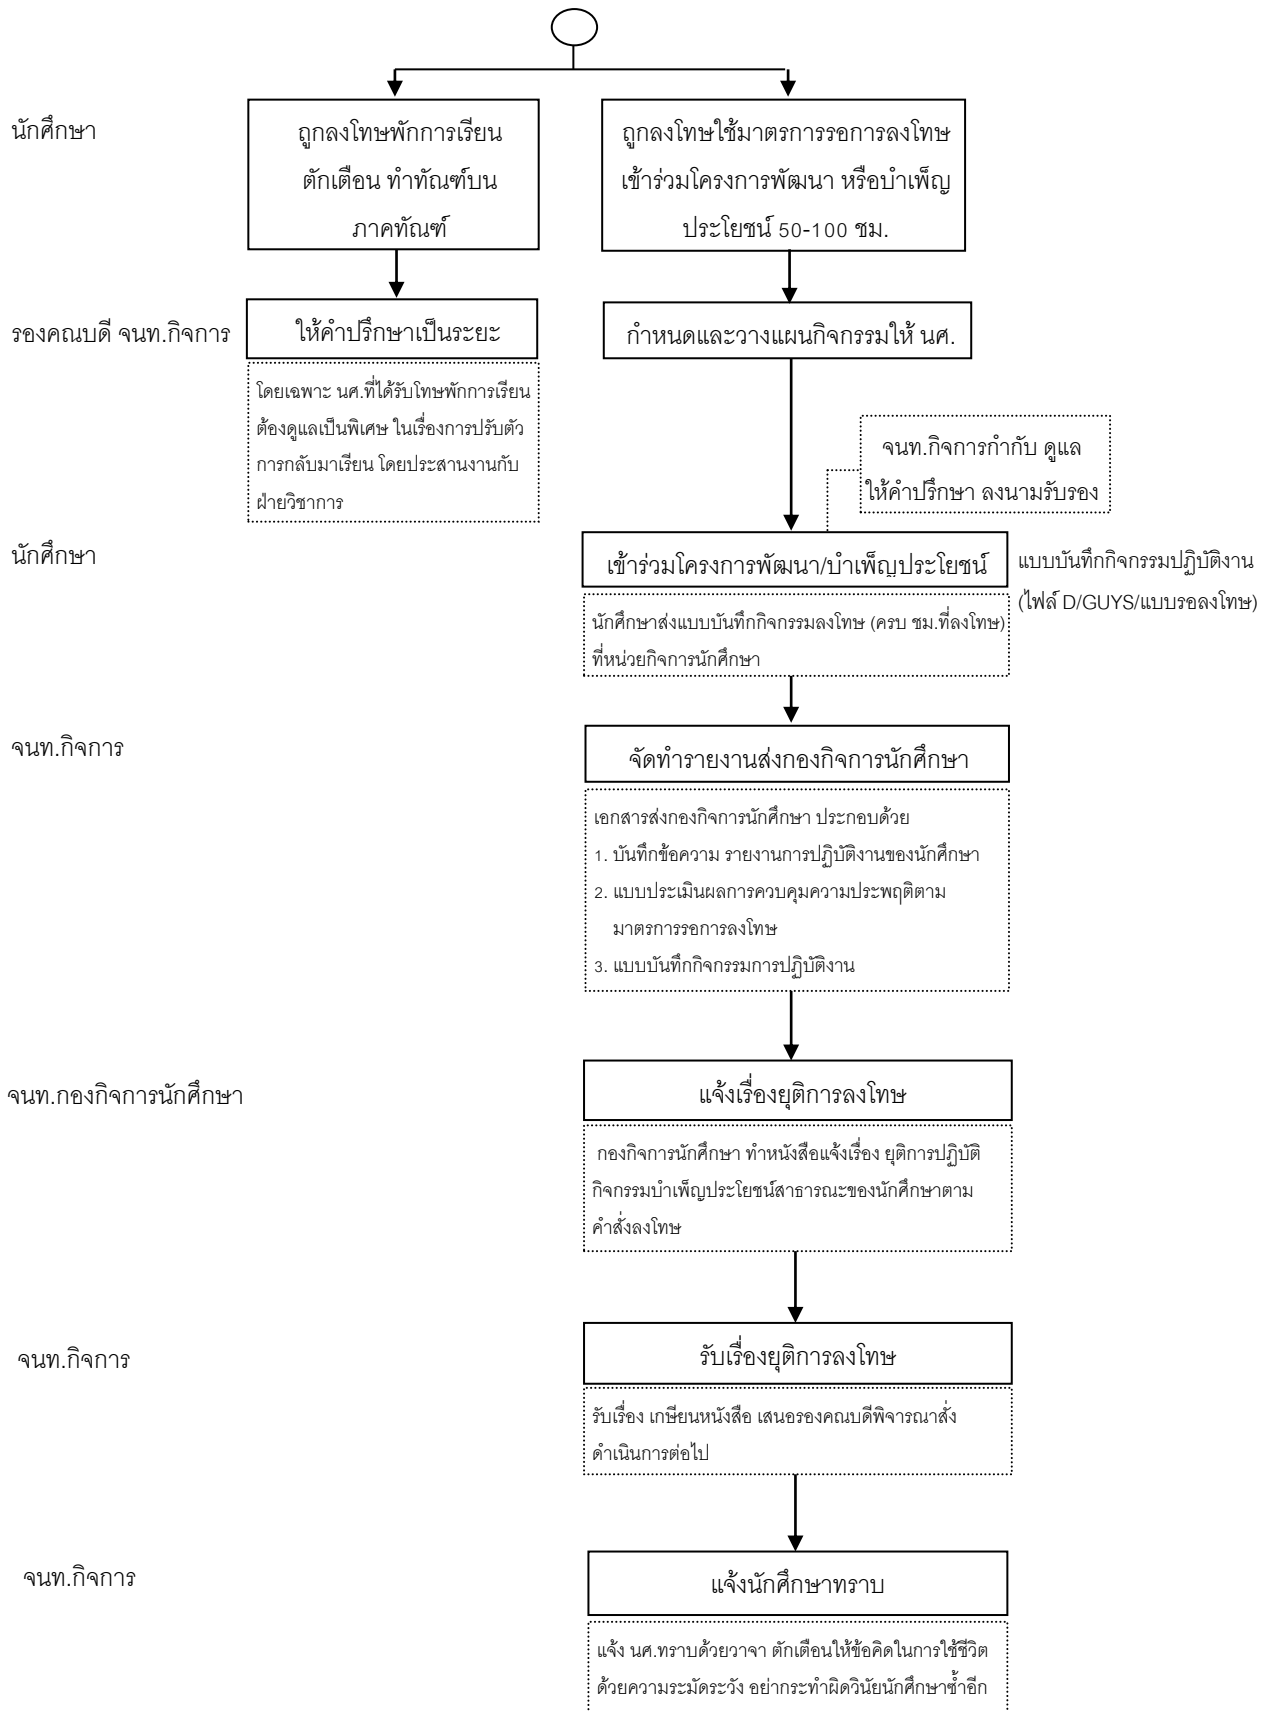 นักศึกษา
ถูกลงโทษพักการเรียน
ตักเตือน ทำทัณฑ์บน
ภาคทัณฑ์
ถูกลงโทษใช้มาตรการรอการลงโทษ
เข้าร่วมโครงการพัฒนา หรือบำเพ็ญ
ประโยชน์ 50-100 ชม.
รองคณบดี จนท.กิจการ
ให้คำปรึกษาเป็นระยะ
กำหนดและวางแผนกิจกรรมให้ นศ.
โดยเฉพาะ นศ.ที่ได้รับโทษพักการเรียน
ต้องดูแลเป็นพิเศษ ในเรื่องการปรับตัว
การกลับมาเรียน โดยประสานงานกับ
ฝ่ายวิชาการ
จนท.กิจการกำกับ ดูแล
ให้คำปรึกษา ลงนามรับรอง
นักศึกษา
เข้าร่วมโครงการพัฒนา/บำเพ็ญประโยชน์
แบบบันทึกกิจกรรมปฏิบัติงาน
(ไฟล์ D/GUYS/แบบรอลงโทษ)
นักศึกษาส่งแบบบันทึกกิจกรรมลงโทษ (ครบ ชม.ที่ลงโทษ)
ที่หน่วยกิจการนักศึกษา
จนท.กิจการ
จัดทำรายงานส่งกองกิจการนักศึกษา
เอกสารส่งกองกิจการนักศึกษา ประกอบด้วย
1. บันทึกข้อความ รายงานการปฏิบัติงานของนักศึกษา
2. แบบประเมินผลการควบคุมความประพฤติตาม
มาตรการรอการลงโทษ
3. แบบบันทึกกิจกรรมการปฏิบัติงาน
จนท.กองกิจการนักศึกษา
แจ้งเรื่องยุติการลงโทษ
กองกิจการนักศึกษา ทำหนังสือแจ้งเรื่อง ยุติการปฏิบัติ
กิจกรรมบำเพ็ญประโยชน์สาธารณะของนักศึกษาตาม
คำสั่งลงโทษ
จนท.กิจการ
รับเรื่องยุติการลงโทษ
รับเรื่อง เกษียนหนังสือ เสนอรองคณบดีพิจารณาสั่ง
ดำเนินการต่อไป
จนท.กิจการ
แจ้งนักศึกษาทราบ
แจ้ง นศ.ทราบด้วยวาจา ตักเตือนให้ข้อคิดในการใช้ชีวิต
ด้วยความระมัดระวัง อย่ากระทำผิดวินัยนักศึกษาซ้ำอีก